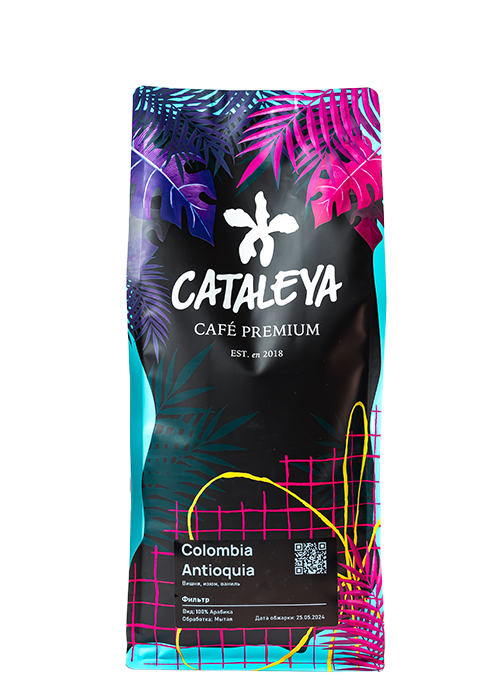 CATALEYA
CAFÉ PREMIUM
EST. en 2018
Colombia
Antioquia
Вишня, изюм, ваниль
Фильтр
Вид: 100% Арабика
Обработка: Мытая
Дата обжарки: 25.05.2024